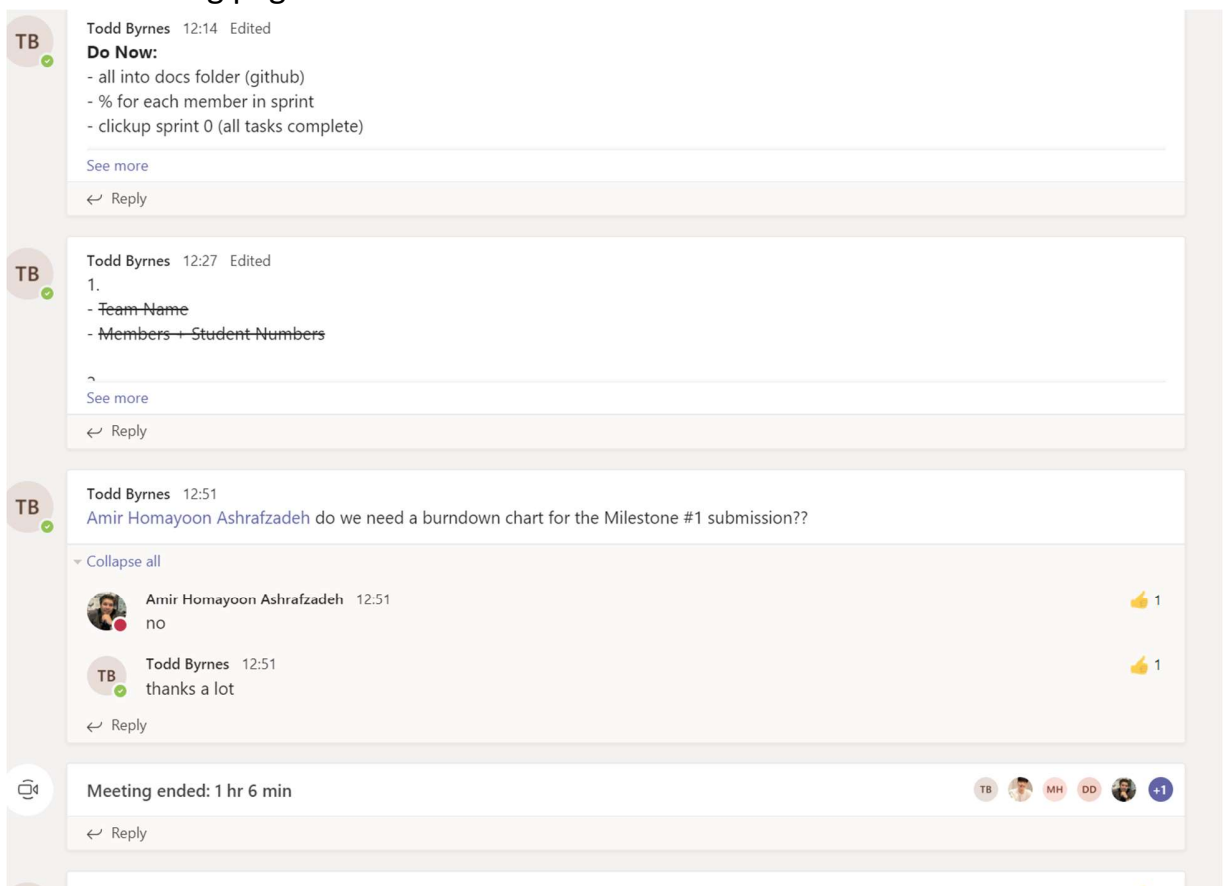 TB
Todd Byrnes 12:14 Edited
Do Now:
- all into docs folder (github)
- % for each member in sprint
- clickup sprint 0 (all tasks complete)
See more
Reply
TB
Todd Byrnes 12:27 Edited
1.
- Team Name
- Members + Student Numbers
See more
Reply
TB
Todd Byrnes 12:51
Amir Homayoon Ashrafzadeh do we need a burndown chart for the Milestone #1 submission??
Collapse all
Amir Homayoon Ashrafzadeh 12:51
👍 1
no
TB
Todd Byrnes 12:51
👍 1
thanks a lot
Reply
Meeting ended: 1 hr 6 min
TB MH DD +1
Reply